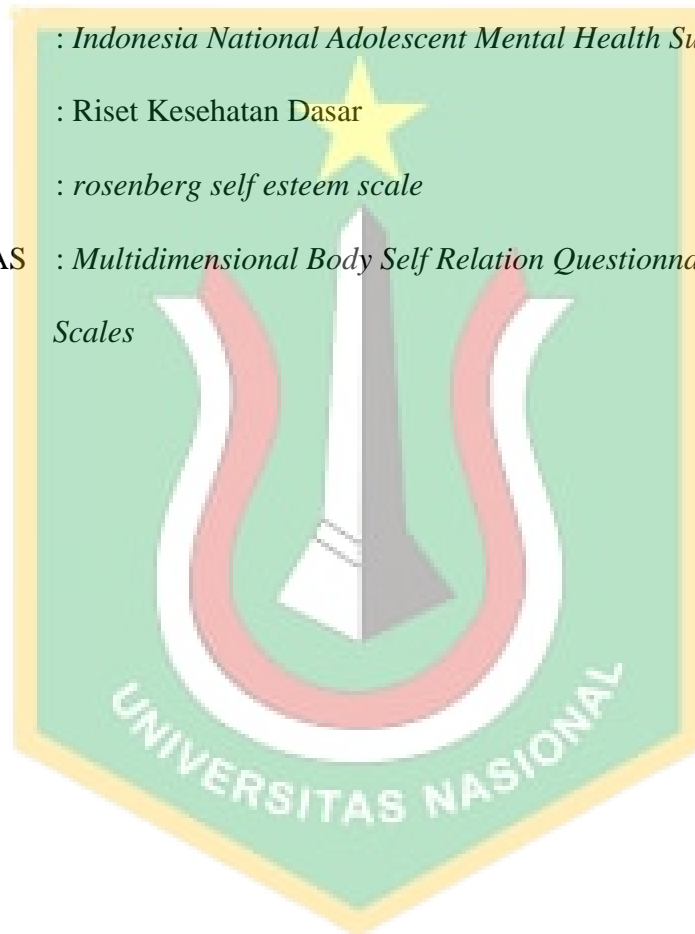 : Indonesia National Adolescent Mental Health Su
: Riset Kesehatan Dasar
: rosenberg self esteem scale
AS : Multidimensional Body Self Relation Questionna
Scales
UNIVERSITAS NASIONAL